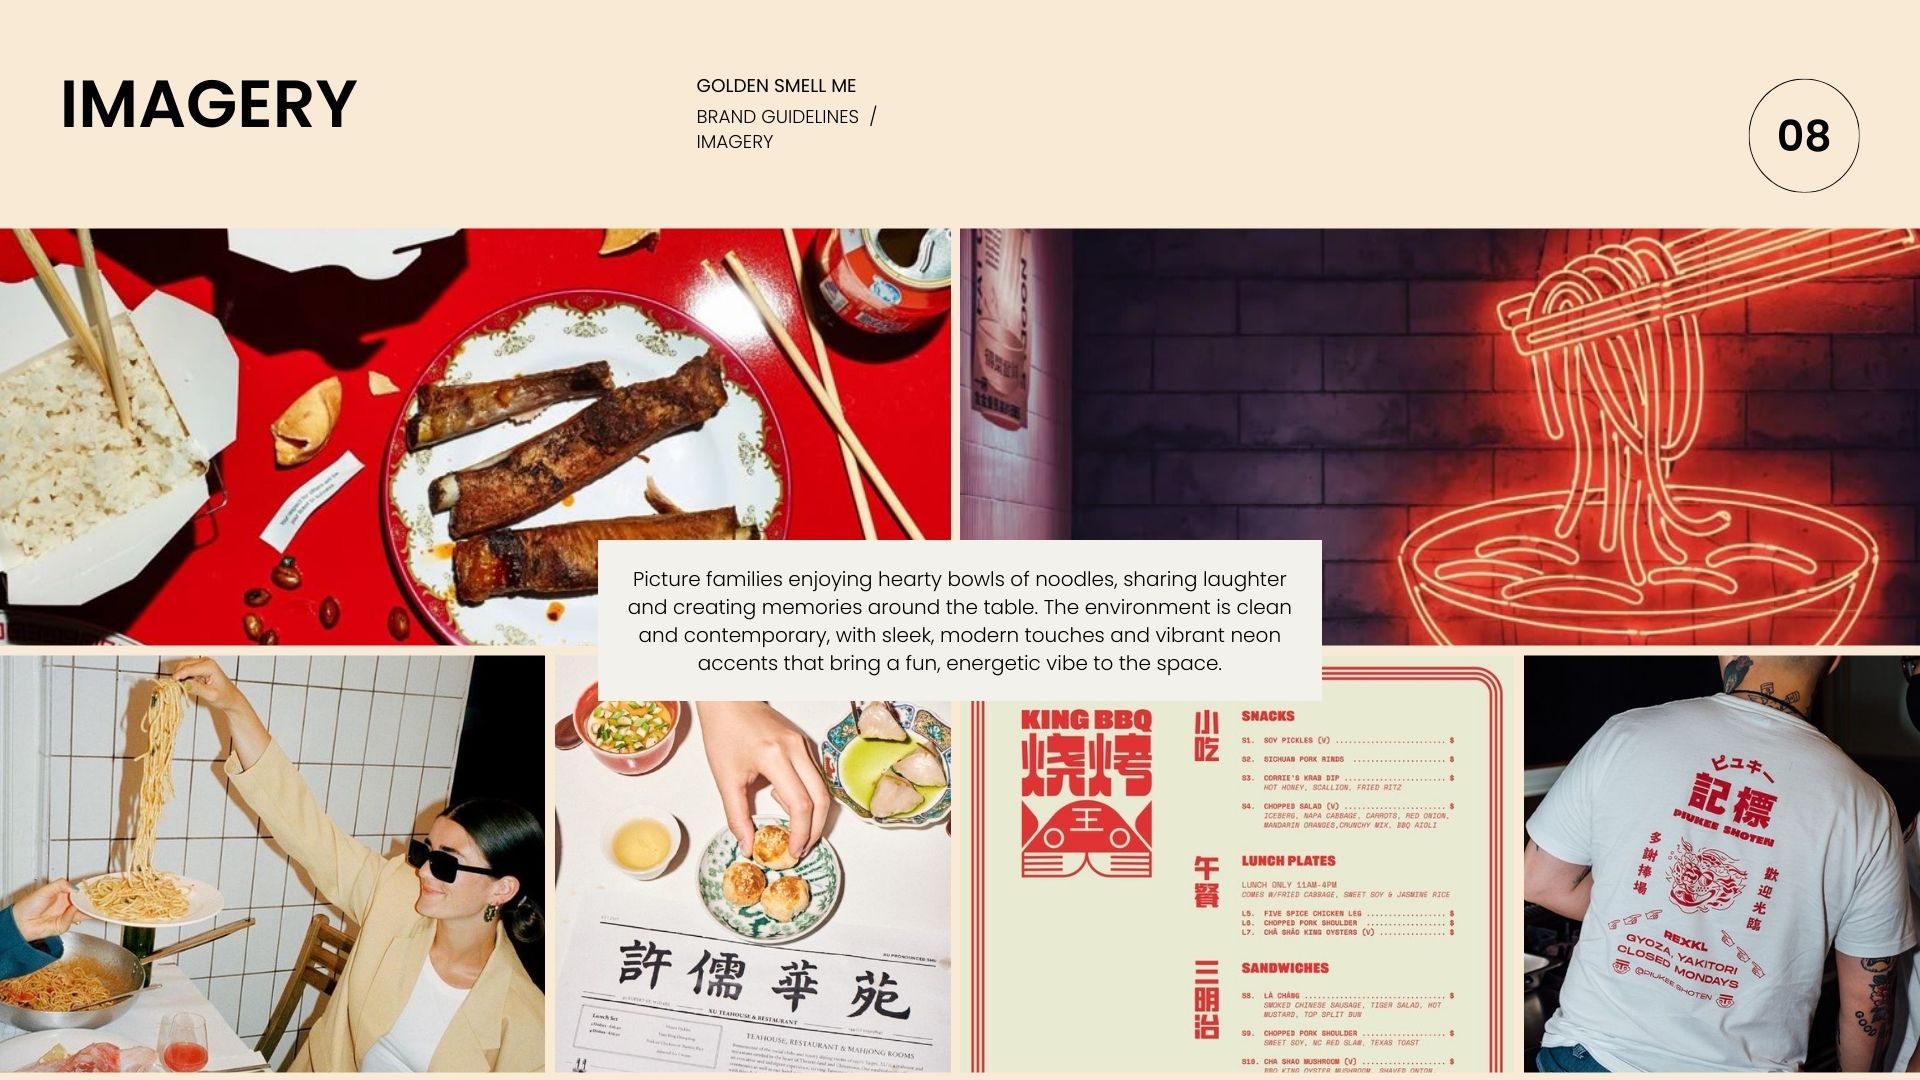 IMAGERY
GOLDEN SMELL ME
BRAND GUIDELINES /
IMAGERY
08
Picture families enjoying hearty bowls of noodles, sharing laughter
and creating memories around the table. The environment is clean
and contemporary, with sleek, modern touches and vibrant neon
accents that bring a fun, energetic vibe to the space.
許儒華苑
XU TEAHOUSE & RESTAURANT
TEAHOUSE, RESTAURANT & MAHJONG ROOMS
Lunch Set
KING BBQ
烧烤
王
小吃
SNACKS
S1. SOY PICKLES (V) ........................ $
S2. SICHUAN PORK RINDS ..................... $
S3. CORRIE'S KRAB DIP ....................... $
HOT HONEY, SCALLION, FRIED RITZ
S4. CHOPPED SALAD (V) ...................... $
ICEBERG, NAPA CABBAGE, CARROTS, RED ONION,
MANDARIN ORANGES,CRUNCHY MIX, BBQ AIOLI
午餐
LUNCH PLATES
LUNCH ONLY 11AM-4PM
COMES W/FRIED CABBAGE, SWEET SOY & JASMINE RICE
L5. FIVE SPICE CHICKEN LEG ................. $
L6. CHOPPED PORK SHOULDER .................. $
L7. CHĀ SHĀO KING OYSTERS (V) .............. $
三明治
SANDWICHES
S8. LÀ CHÁNG ............................... $
SMOKED CHINESE SAUSAGE, TIGER SALAD, HOT
MUSTARD, TOP SPLIT BUN
S9. CHOPPED PORK SHOULDER .................. $
SWEET SOY, NC RED SLAW, TEXAS TOAST
S10. CHA SHAO MUSHROOM (V) ................. $
BBQ KING OYSTER MUSHROOM, SHAVED ONION,
ピュキー
記標
PIUKEE SHOTEN
多謝捧場
歡迎光臨
REXKL
GYOZA, YAKITORI
CLOSED MONDAYS
@PIUKEE.SHOTEN
GOOD